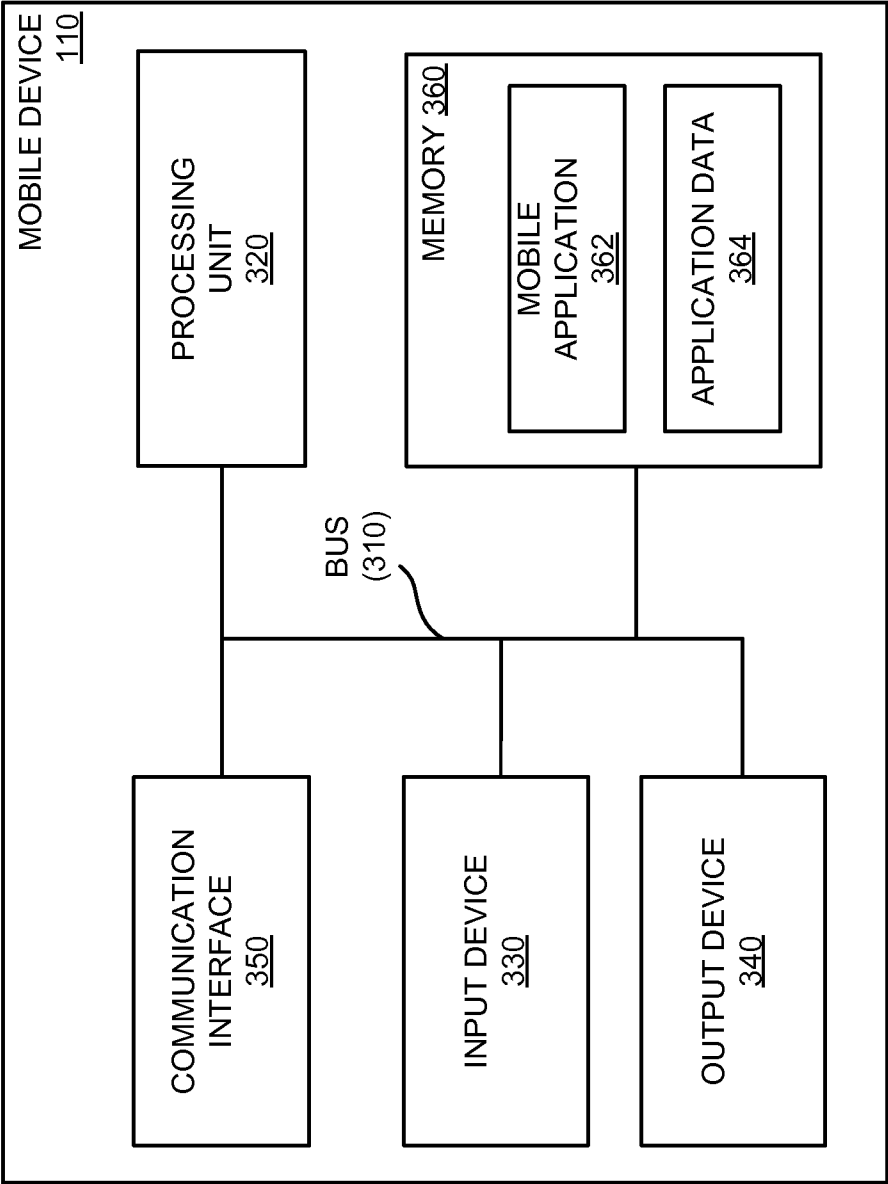 MOBILE DEVICE
110
COMMUNICATION
INTERFACE
350
PROCESSING
UNIT
320
BUS
(310)
INPUT DEVICE
330
MEMORY 360
MOBILE
APPLICATION
362
OUTPUT DEVICE
340
APPLICATION DATA
364